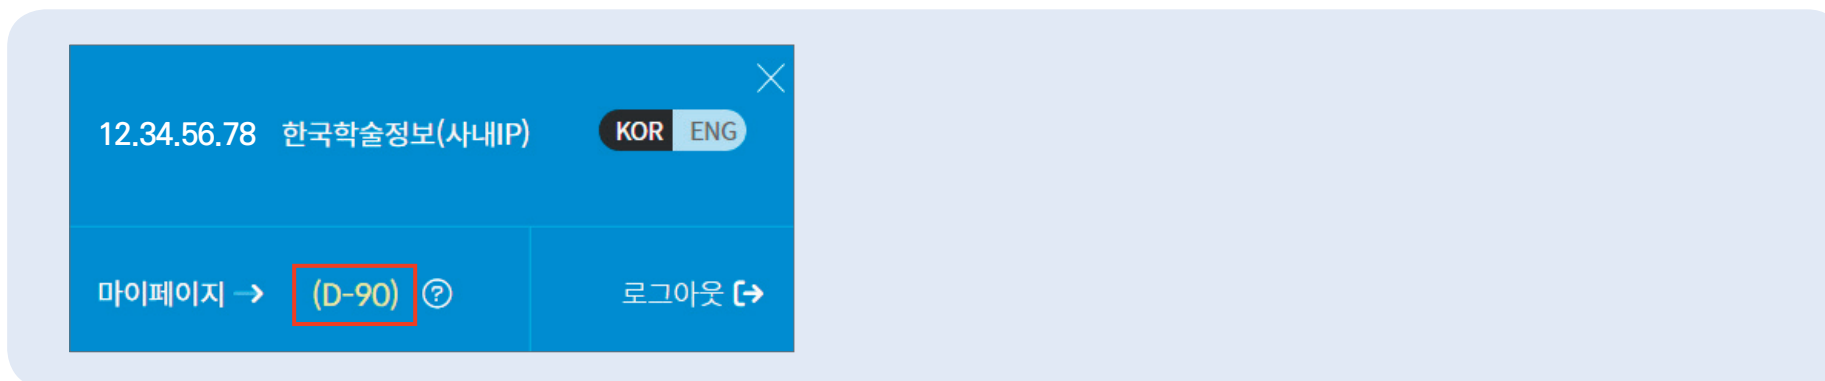 12.34.56.78 한국학술정보(사내IP) KOR ENG
마이페이지 → (D-90) ? 로그아웃